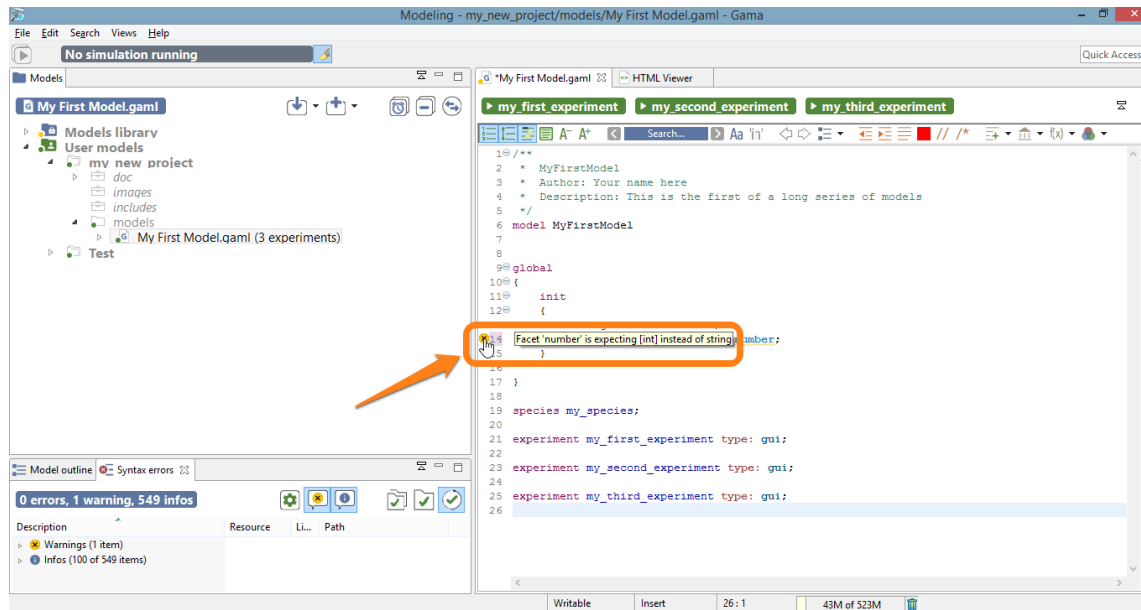 Modeling - my_new_project/models/My First Model.gaml - Gama
File Edit Search Views Help
No simulation running
Quick Access
Models
*My First Model.gaml
HTML Viewer
My First Model.gaml
my_first_experiment
my_second_experiment
my_third_experiment
Models library
User models
my_new_project
doc
images
includes
models
My First Model.gaml (3 experiments)
Test
A⁻ A⁺ Search... Aa // /* f(x)
1 /**
2 * MyFirstModel
3 * Author: Your name here
4 * Description: This is the first of a long series of models
5 */
6 model MyFirstModel
7
8
9 global
10 {
11 init
12 {
14 Facet 'number' is expecting [int] instead of string umber;
15 }
16
17 }
18
19 species my_species;
20
21 experiment my_first_experiment type: gui;
22
23 experiment my_second_experiment type: gui;
24
25 experiment my_third_experiment type: gui;
26
Model outline
Syntax errors
0 errors, 1 warning, 549 infos
Description Resource Li... Path
Warnings (1 item)
Infos (100 of 549 items)
Writable Insert 26 : 1 43M of 523M